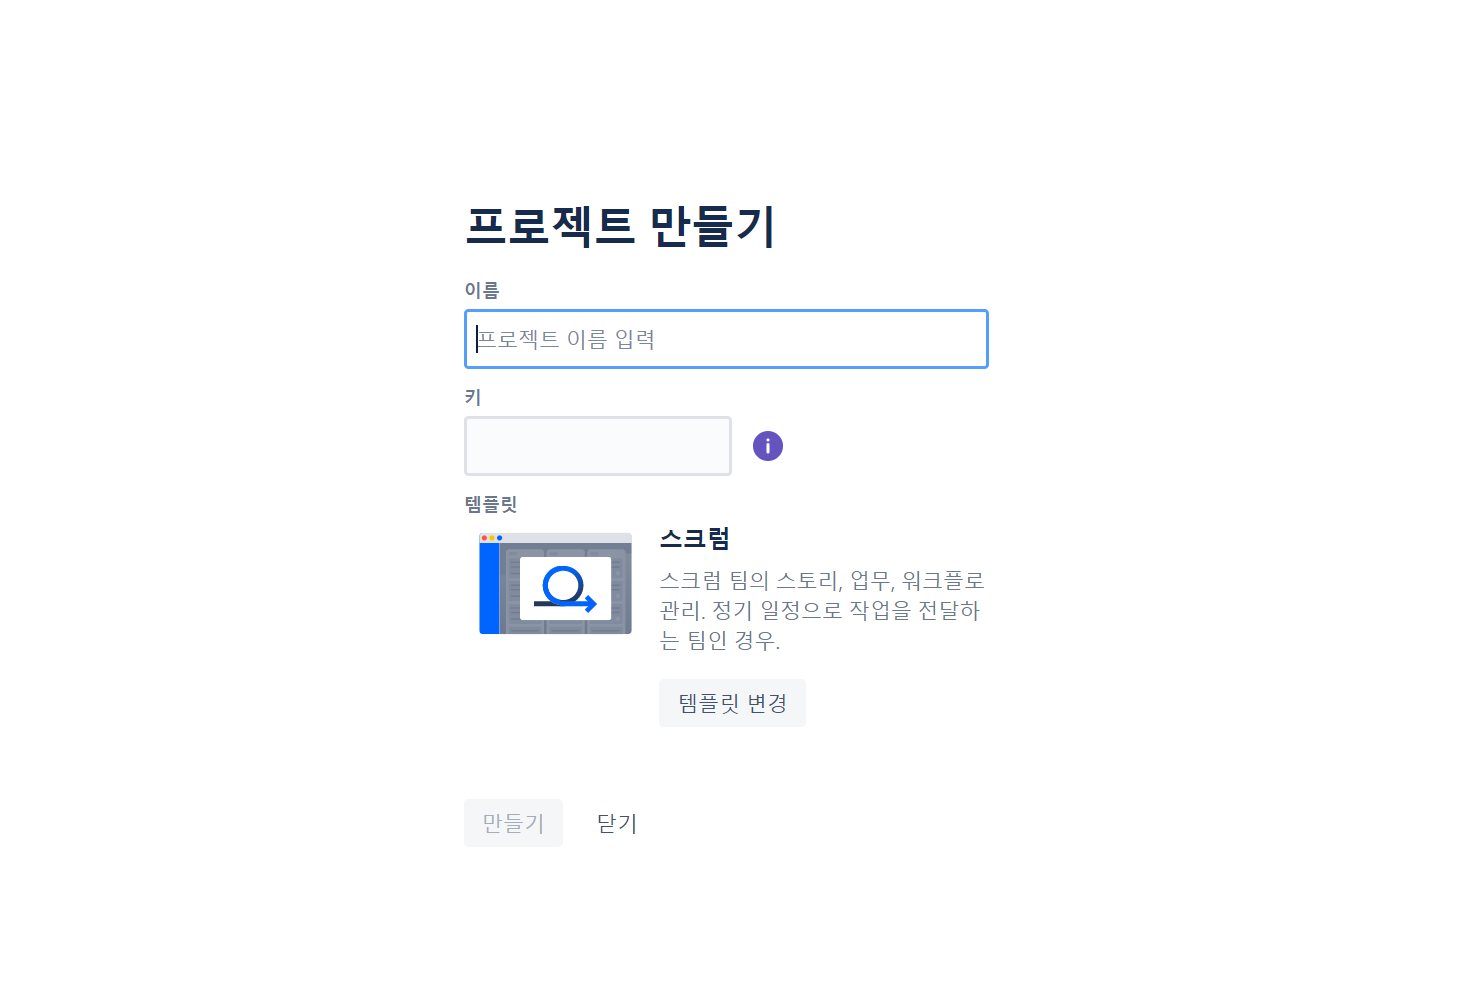 프로젝트 만들기
이름
프로젝트 이름 입력
키
템플릿
스크럼
스크럼 팀의 스토리, 업무, 워크플로
관리. 정기 일정으로 작업을 전달하
는 팀인 경우.
템플릿 변경
만들기
닫기